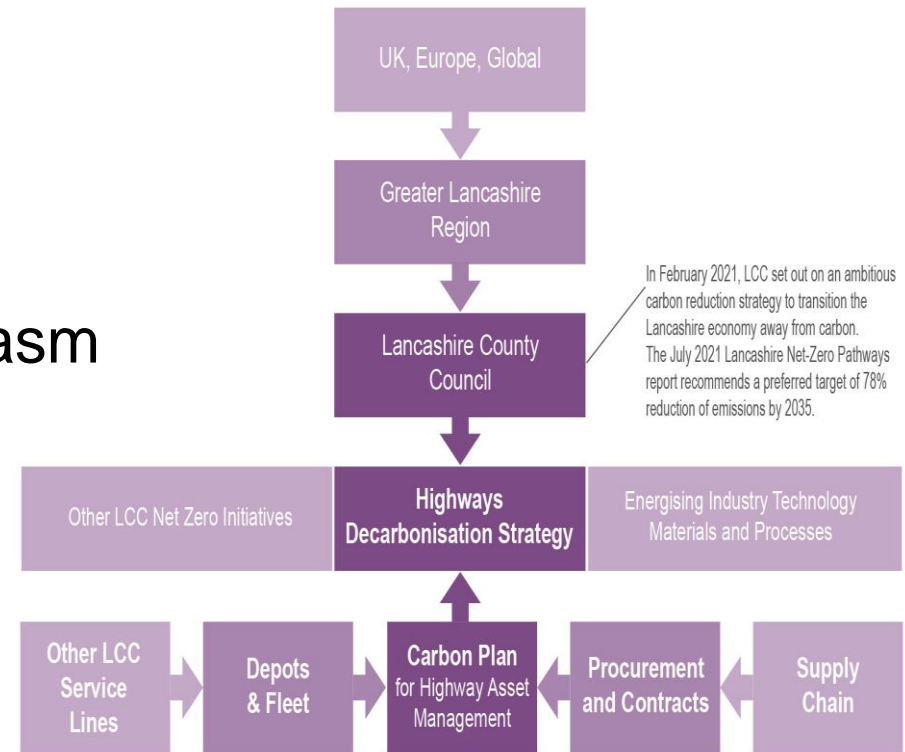 UK, Europe, Global
Greater Lancashire
Region
In February 2021, LCC set out on an ambitious
carbon reduction strategy to transition the
Lancashire economy away from carbon.
The July 2021 Lancashire Net-Zero Pathways
report recommends a preferred target of 78%
reduction of emissions by 2035.
asm
Lancashire County
Council
Other LCC Net Zero Initiatives
Highways
Decarbonisation Strategy
Energising Industry Technology
Materials and Processes
Other LCC
Service
Lines
Depots
& Fleet
Carbon Plan
for Highway Asset
Management
Procurement
and Contracts
Supply
Chain